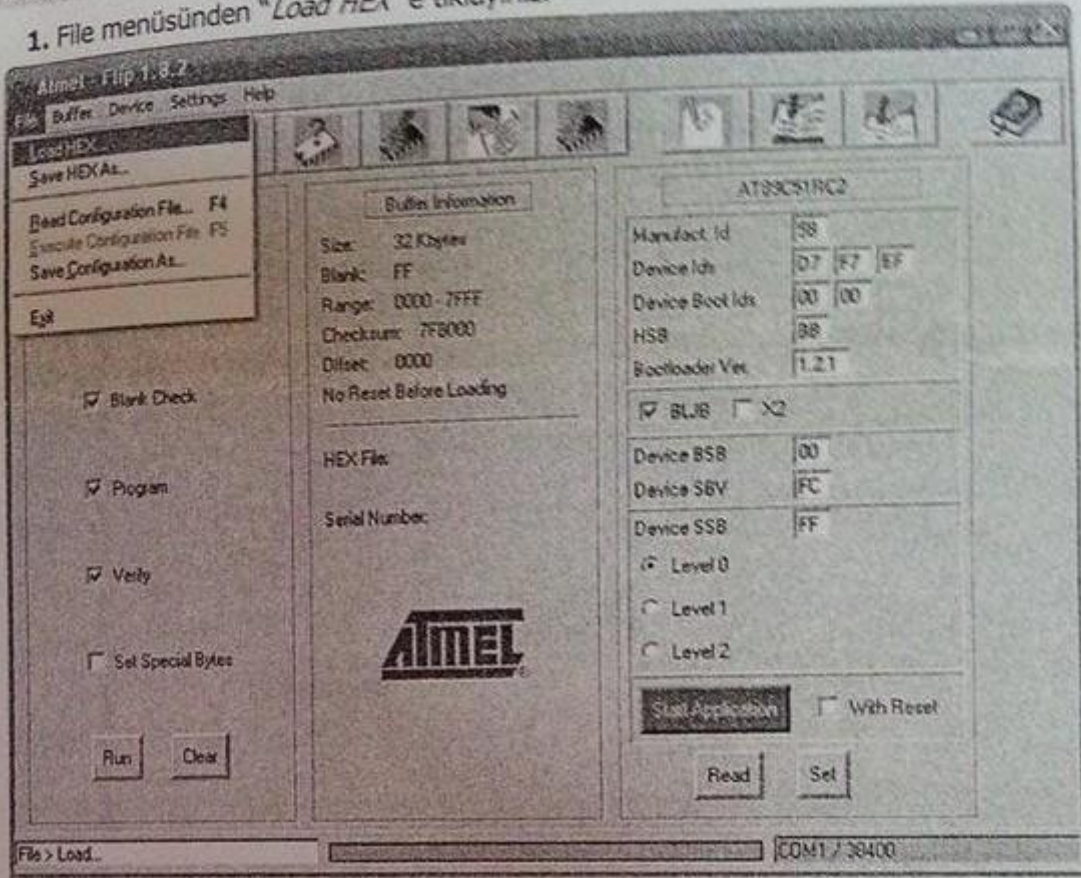 1. File menüsünden "Load HEX" e tıklayınız.
Atmel - Flip 1.8.2
File Buffer Device Settings Help
Load HEX...
Save HEX As...
Read Configuration File... F4
Execute Configuration File F5
Save Configuration As...
Exit
Blank Check
Program
Verify
Set Special Bytes
Run Clear
Buffer Information
Size: 32 Kbytes
Blank: FF
Range: 0000 - 7FFF
Checksum: 7F8000
Offset: 0000
No Reset Before Loading
HEX File:
Serial Number:
ATMEL
AT89C51RC2
Manufact. Id 58
Device Ids D7 F7 EF
Device Boot Ids 00 00
HSB BB
Bootloader Ver. 1.2.1
BLJB X2
Device BSB 00
Device SBV FC
Device SSB FF
Level 0
Level 1
Level 2
Start Application With Reset
Read Set
File > Load...
COM1 / 38400